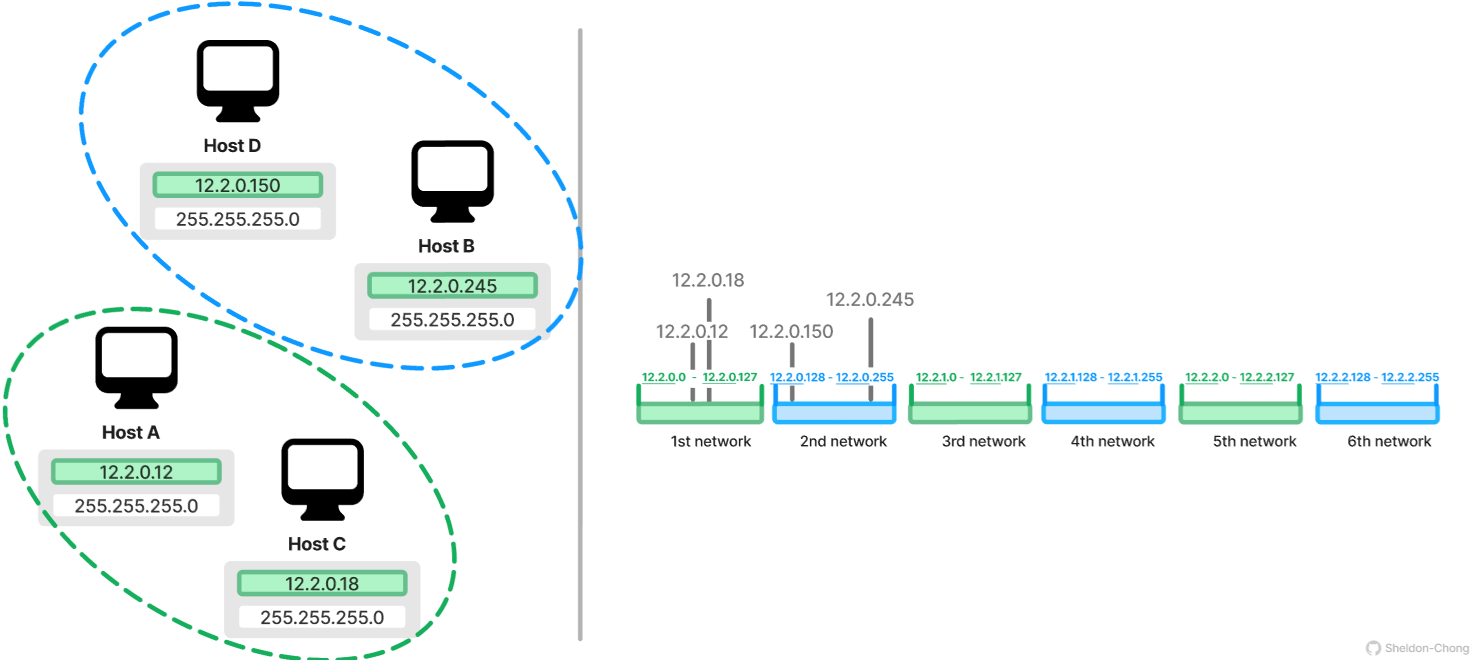 Host D
12.2.0.150
255.255.255.0
Host B
12.2.0.245
255.255.255.0
Host A
12.2.0.12
255.255.255.0
Host C
12.2.0.18
255.255.255.0
12.2.0.18
12.2.0.245
12.2.0.12
12.2.0.150
12.2.0.0 - 12.2.0.127
12.2.0.128 - 12.2.0.255
12.2.1.0 - 12.2.1.127
12.2.1.128 - 12.2.1.255
12.2.2.0 - 12.2.2.127
12.2.2.128 - 12.2.2.255
1st network
2nd network
3rd network
4th network
5th network
6th network
Sheldon-Chong